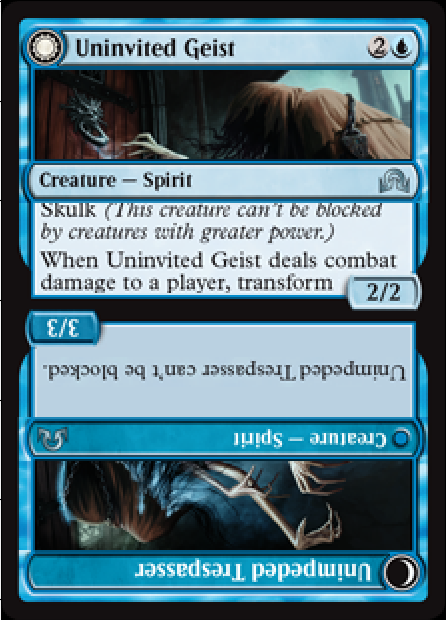 Uninvited Geist 2
Creature — Spirit
Skulk (This creature can't be blocked
by creatures with greater power.)
When Uninvited Geist deals combat
damage to a player, transform
2/2
3/3
Unimpeded Trespasser can't be blocked.
Creature — Spirit
Unimpeded Trespasser